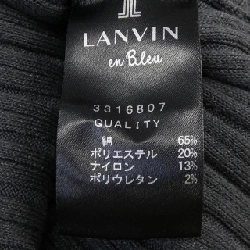 LANVIN
en Bleu
3316807
QUALITY
綿 65%
ポリエステル 20%
ナイロン 13%
ポリウレタン 2%